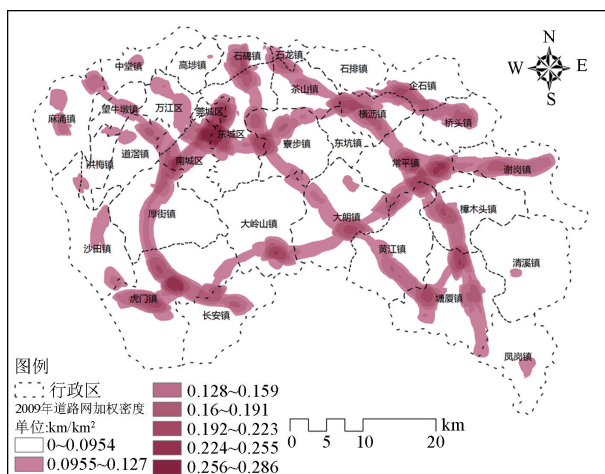 N
W E
S
中堂镇
高埗镇
石碣镇
石龙镇
石排镇
企石镇
桥头镇
麻涌镇
望牛墩镇
万江区
莞城区
东城区
茶山镇
横沥镇
洪梅镇
道滘镇
南城区
寮步镇
东坑镇
常平镇
谢岗镇
厚街镇
沙田镇
大岭山镇
大朗镇
樟木头镇
黄江镇
清溪镇
虎门镇
长安镇
塘厦镇
凤岗镇
图例
行政区
2009年道路网加权密度
单位:km/km²
0~0.0954
0.0955~0.127
0.128~0.159
0.16~0.191
0.192~0.223
0.224~0.255
0.256~0.286
km
0 5 10 20